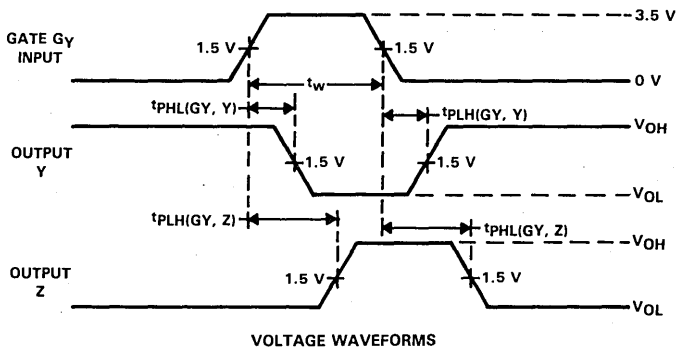 GATE GY
INPUT
1.5 V
1.5 V
3.5 V
0 V
tw
tPHL(GY, Y)
tPLH(GY, Y)
OUTPUT
Y
1.5 V
1.5 V
VOH
VOL
tPLH(GY, Z)
tPHL(GY, Z)
OUTPUT
Z
1.5 V
1.5 V
VOH
VOL
VOLTAGE WAVEFORMS